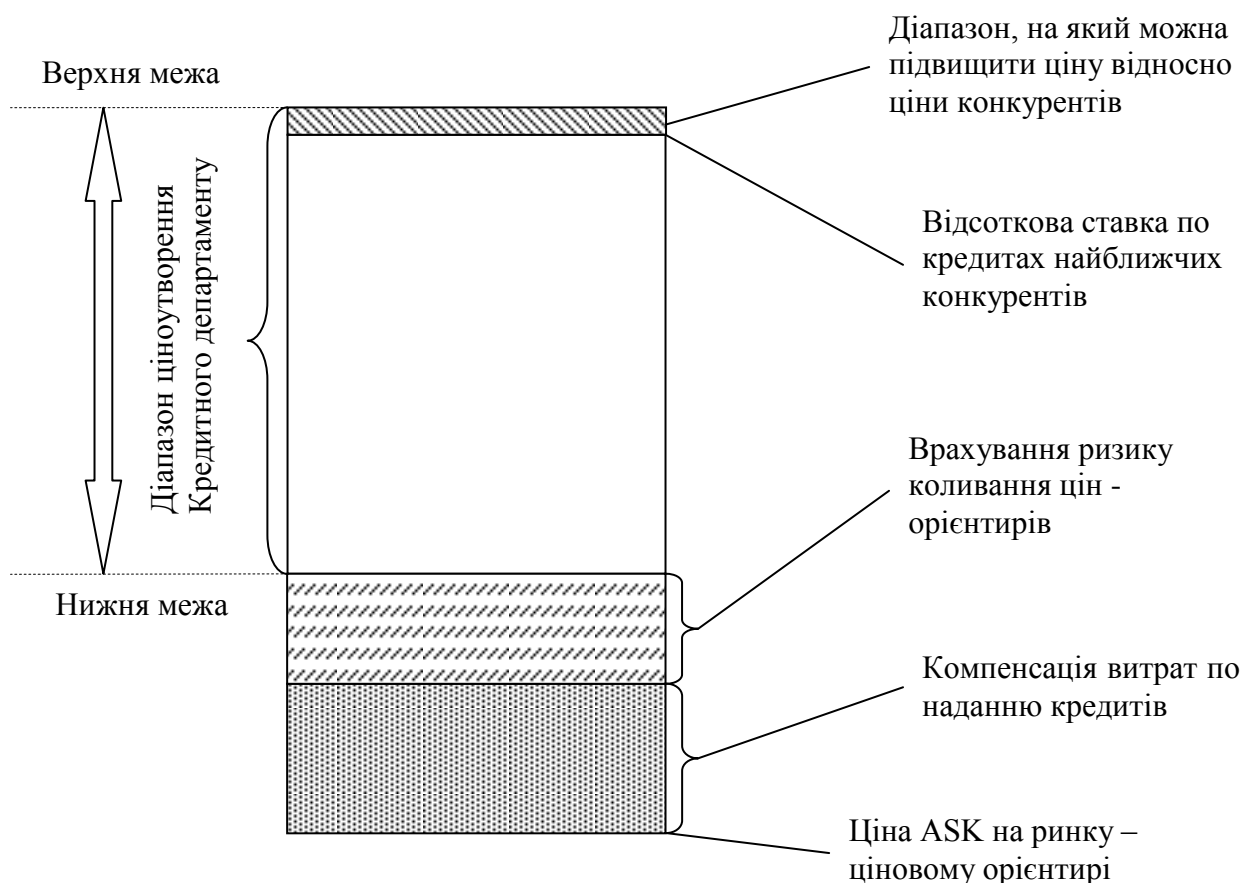 Діапазон, на який можна
підвищити ціну відносно
ціни конкурентів
Верхня межа
Діапазон ціноутворення
Кредитного департаменту
Відсоткова ставка по
кредитах найближчих
конкурентів
Врахування ризику
коливання цін -
орієнтирів
Нижня межа
Компенсація витрат по
наданню кредитів
Ціна ASK на ринку –
ціновому орієнтирі